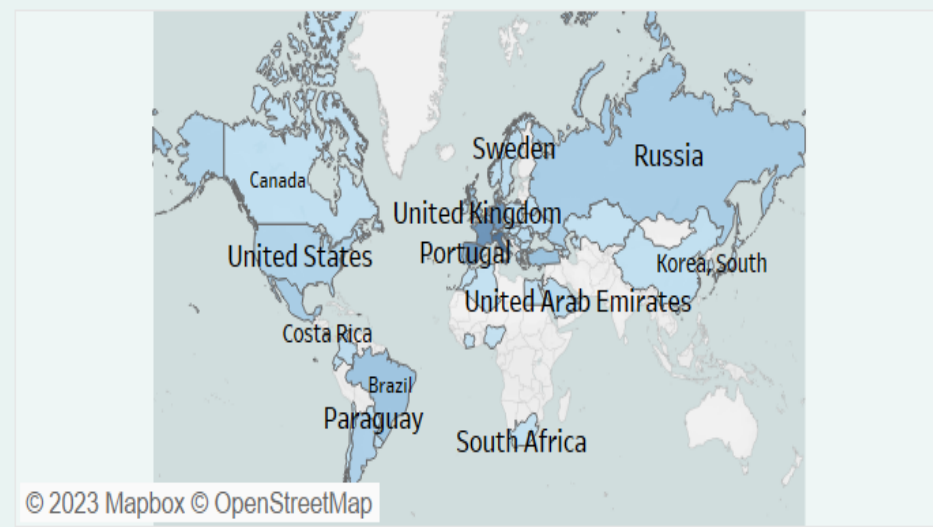 Sweden
Russia
Canada
United Kingdom
United States
Portugal
Korea, South
United Arab Emirates
Costa Rica
Brazil
Paraguay
South Africa
© 2023 Mapbox © OpenStreetMap